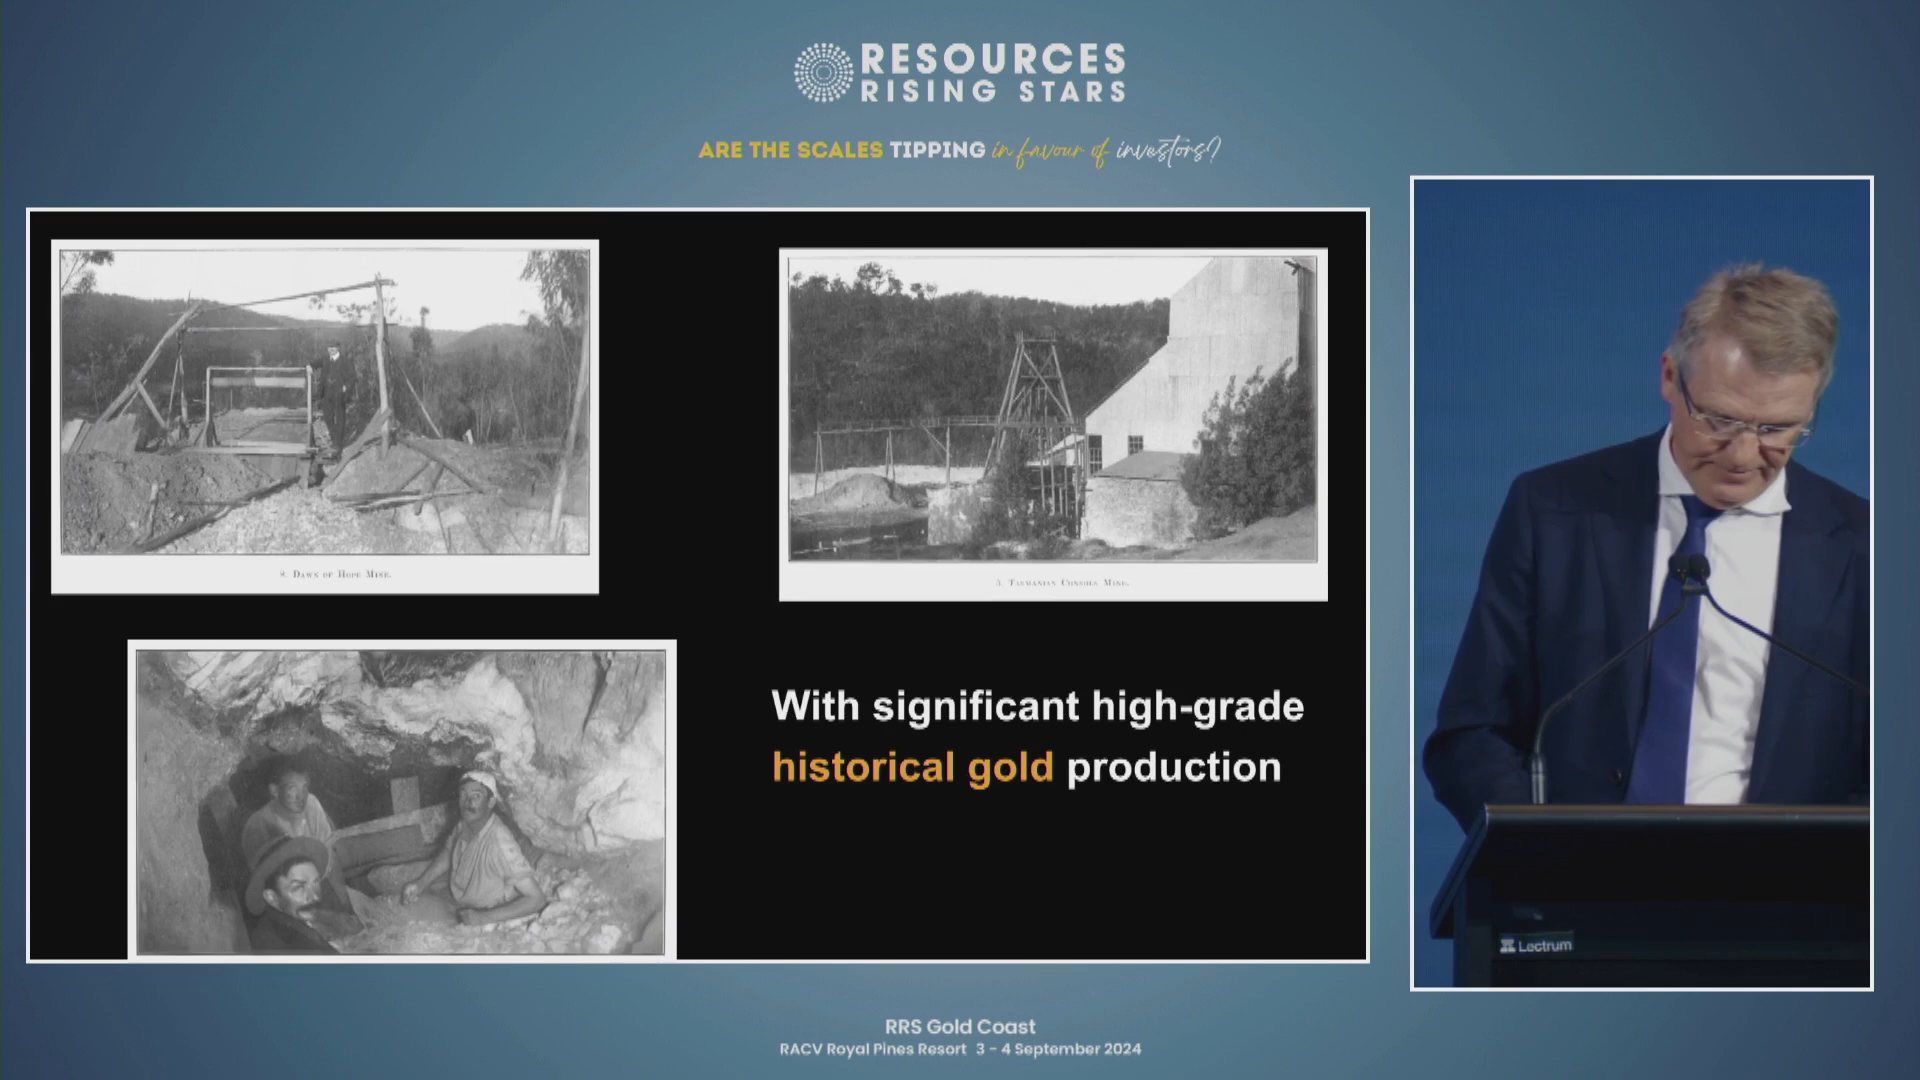 RESOURCES
RISING STARS
ARE THE SCALES TIPPING in favour of investors?
8. DAWN OF HOPE MINE.
5. TASMANIAN CONSOLS MINE.
With significant high-grade
historical gold production
Lectrum
RRS Gold Coast
RACV Royal Pines Resort 3 - 4 September 2024